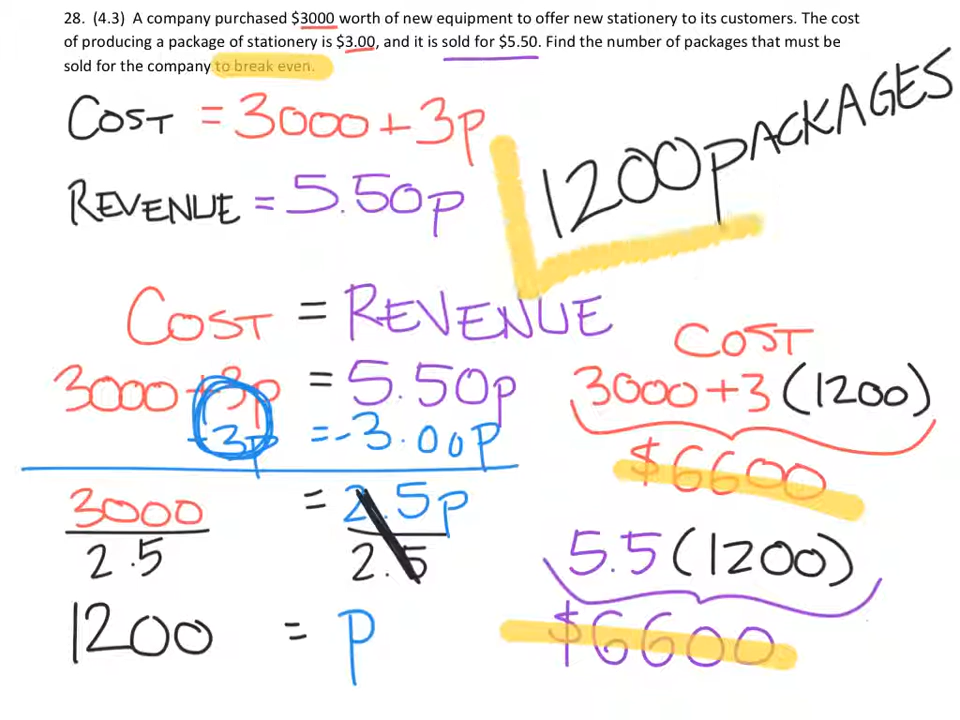 28. (4.3) A company purchased $3000 worth of new equipment to offer new stationery to its customers. The cost
of producing a package of stationery is $3.00, and it is sold for $5.50. Find the number of packages that must be
sold for the company to break even.
COST = 3000 + 3p
REVENUE = 5.50p
1200 PACKAGES
COST = REVENUE
3000 + 3p = 5.50p
-3p = -3.00p
3000 = 2.5p
2.5 2.5
1200 = p
COST
3000 + 3 (1200)
$6600
5.5 (1200)
$6600